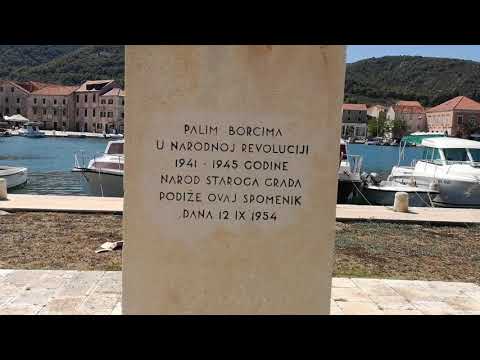 PALIM BORCIMA
U NARODNOJ REVOLUCIJI
1941 - 1945 GODINE
NAROD STAROGA GRADA
PODIŽE OVAJ SPOMENIK
DANA 12 IX 1954